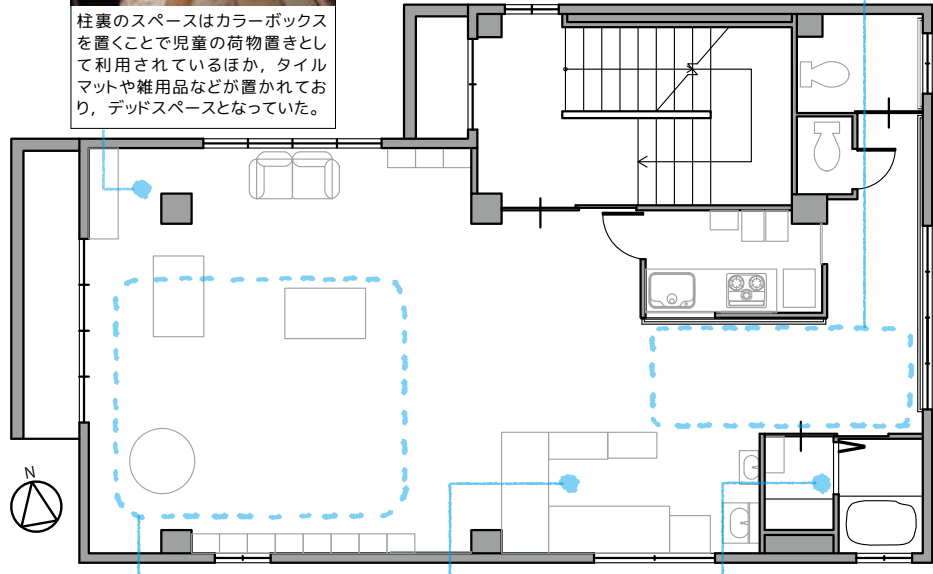 柱裏のスペースはカラーボックス
を置くことで児童の荷物置きとし
て利用されているほか，タイル
マットや雑用品などが置かれてお
り，デッドスペースとなっていた。
N